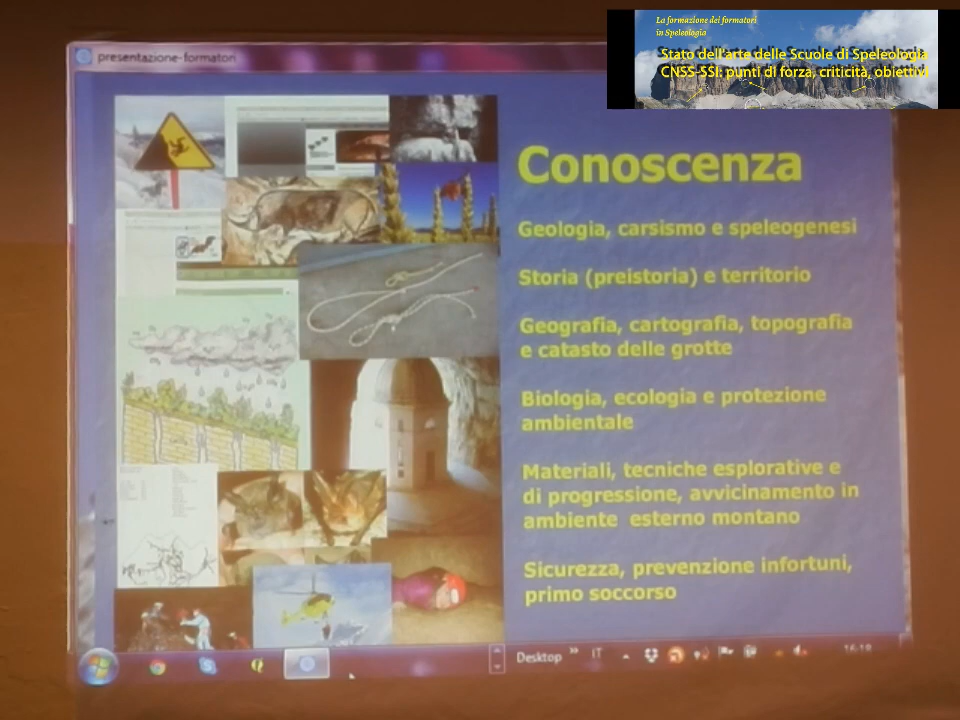 La formazione dei formatori
in Speleologia
Stato dell'arte delle Scuole di Speleologia
CNSS-SSI: punti di forza, criticità, obiettivi
presentazione-formatori
Conoscenza
Geologia, carsismo e speleogenesi
Storia (preistoria) e territorio
Geografia, cartografia, topografia
e catasto delle grotte
Biologia, ecologia e protezione
ambientale
Materiali, tecniche esplorative e
di progressione, avvicinamento in
ambiente esterno montano
Sicurezza, prevenzione infortuni,
primo soccorso
Desktop
IT